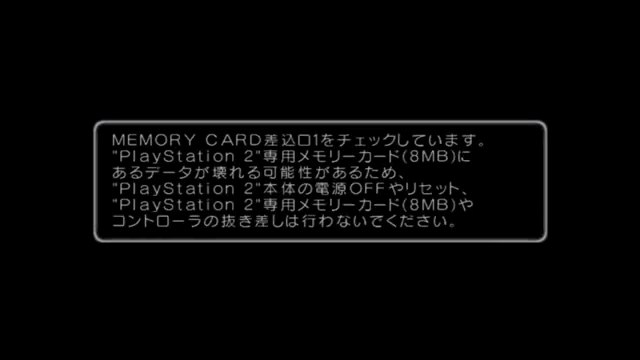 MEMORY CARD差込口1をチェックしています。
"PlayStation 2"専用メモリーカード(8MB)に
あるデータが壊れる可能性があるため、
"PlayStation 2"本体の電源OFFやリセット、
"PlayStation 2"専用メモリーカード(8MB)や
コントローラの抜き差しは行わないでください。